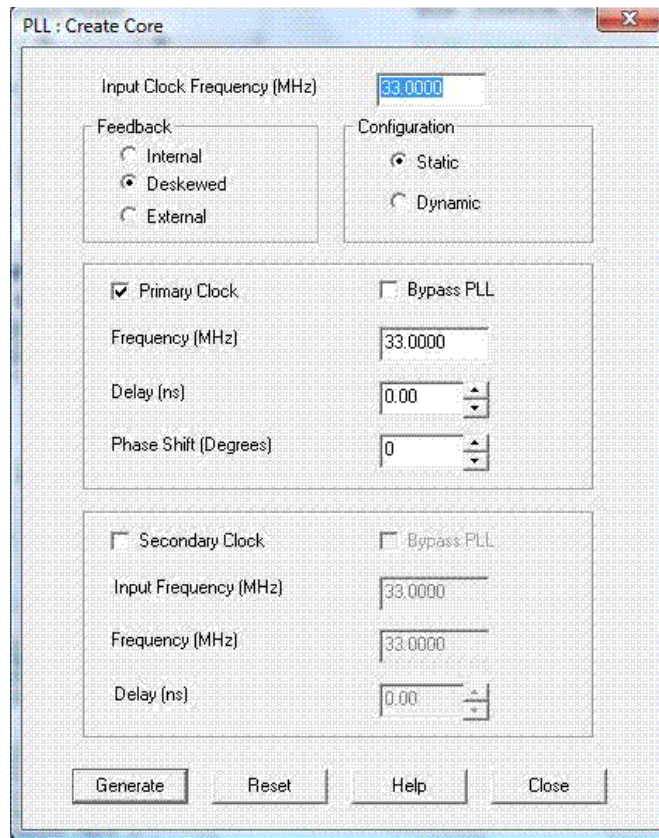 PLL : Create Core
Input Clock Frequency (MHz) 33.0000
Feedback
Internal
Deskewed
External
Configuration
Static
Dynamic
Primary Clock
Bypass PLL
Frequency (MHz) 33.0000
Delay (ns) 0.00
Phase Shift (Degrees) 0
Secondary Clock
Bypass PLL
Input Frequency (MHz) 33.0000
Frequency (MHz) 33.0000
Delay (ns) 0.00
Generate Reset Help Close